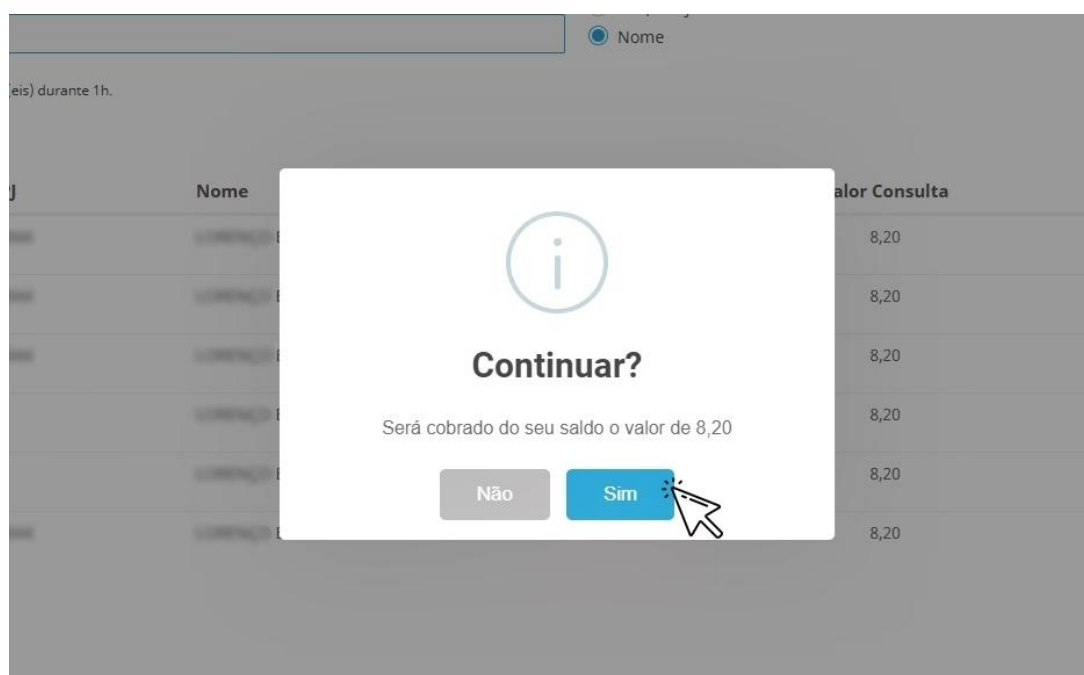 Nome
(eis) durante 1h.
Nome
alor Consulta
8,20
8,20
8,20
8,20
8,20
8,20
Continuar?
Será cobrado do seu saldo o valor de 8,20
Não
Sim